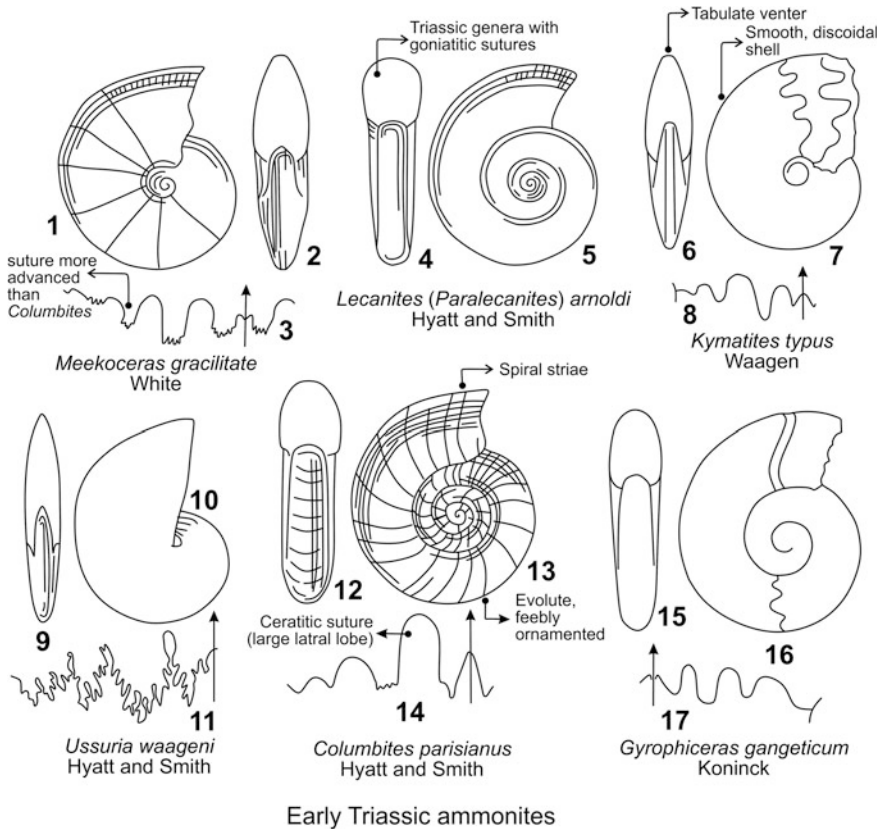 1
2
suture more
advanced
than
Columbites
3
Meekoceras gracilitate
White
Triassic genera with
goniatitic sutures
4
5
Lecanites (Paralecanites) arnoldi
Hyatt and Smith
Tabulate venter
Smooth, discoidal
shell
6
7
8
Kymatites typus
Waagen
9
10
11
Ussuria waageni
Hyatt and Smith
Spiral striae
12
13
Ceratitic suture
(large latral lobe)
Evolute,
feebly
ornamented
14
Columbites parisianus
Hyatt and Smith
15
16
17
Gyrophiceras gangeticum
Koninck
Early Triassic ammonites